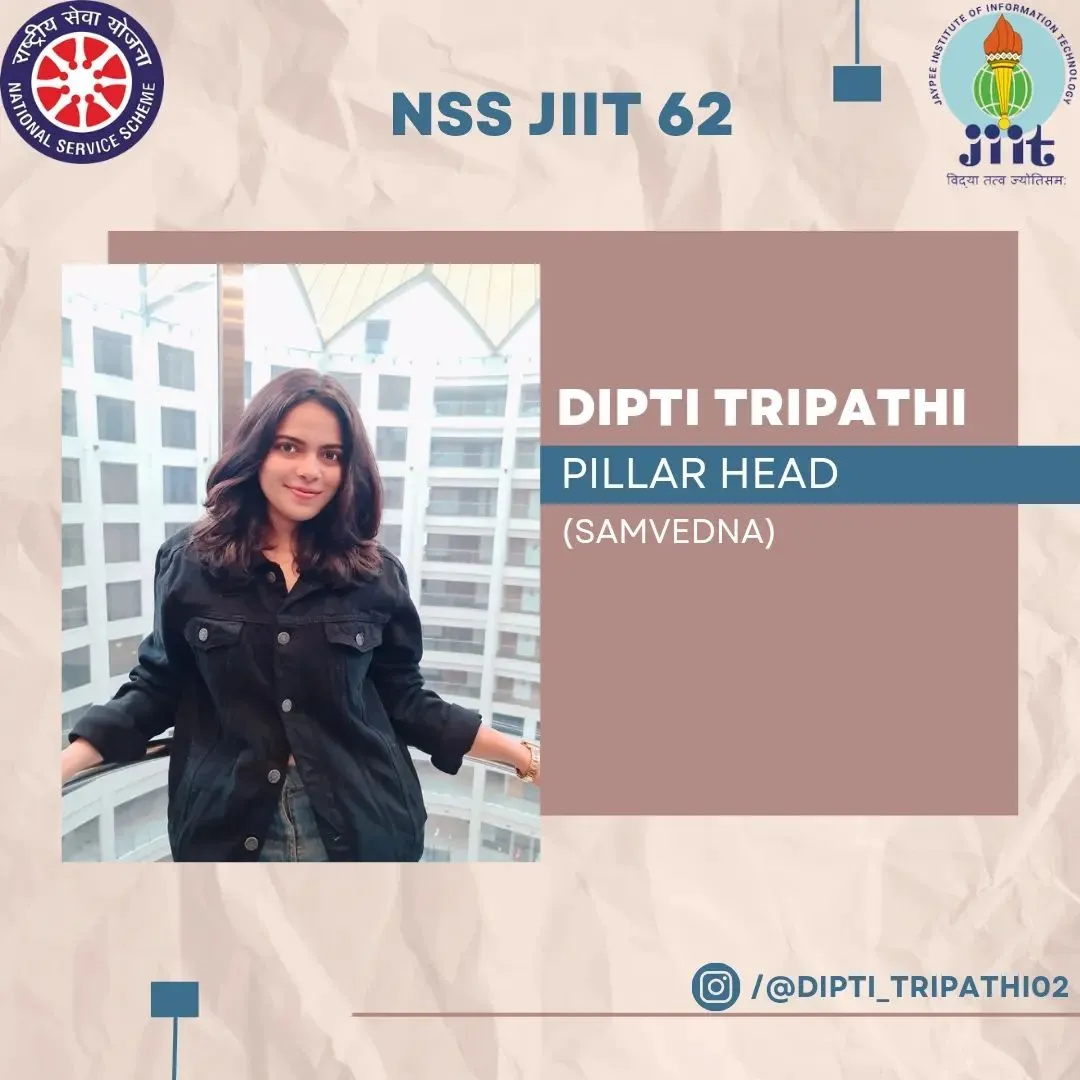 राष्ट्रीय सेवा योजना
NATIONAL SERVICE SCHEME
NSS JIIT 62
JAYPEE INSTITUTE OF INFORMATION TECHNOLOGY
jiit
विद्या तत्व ज्योतिसमः
DIPTI TRIPATHI
PILLAR HEAD
(SAMVEDNA)
/@DIPTI_TRIPATHI02